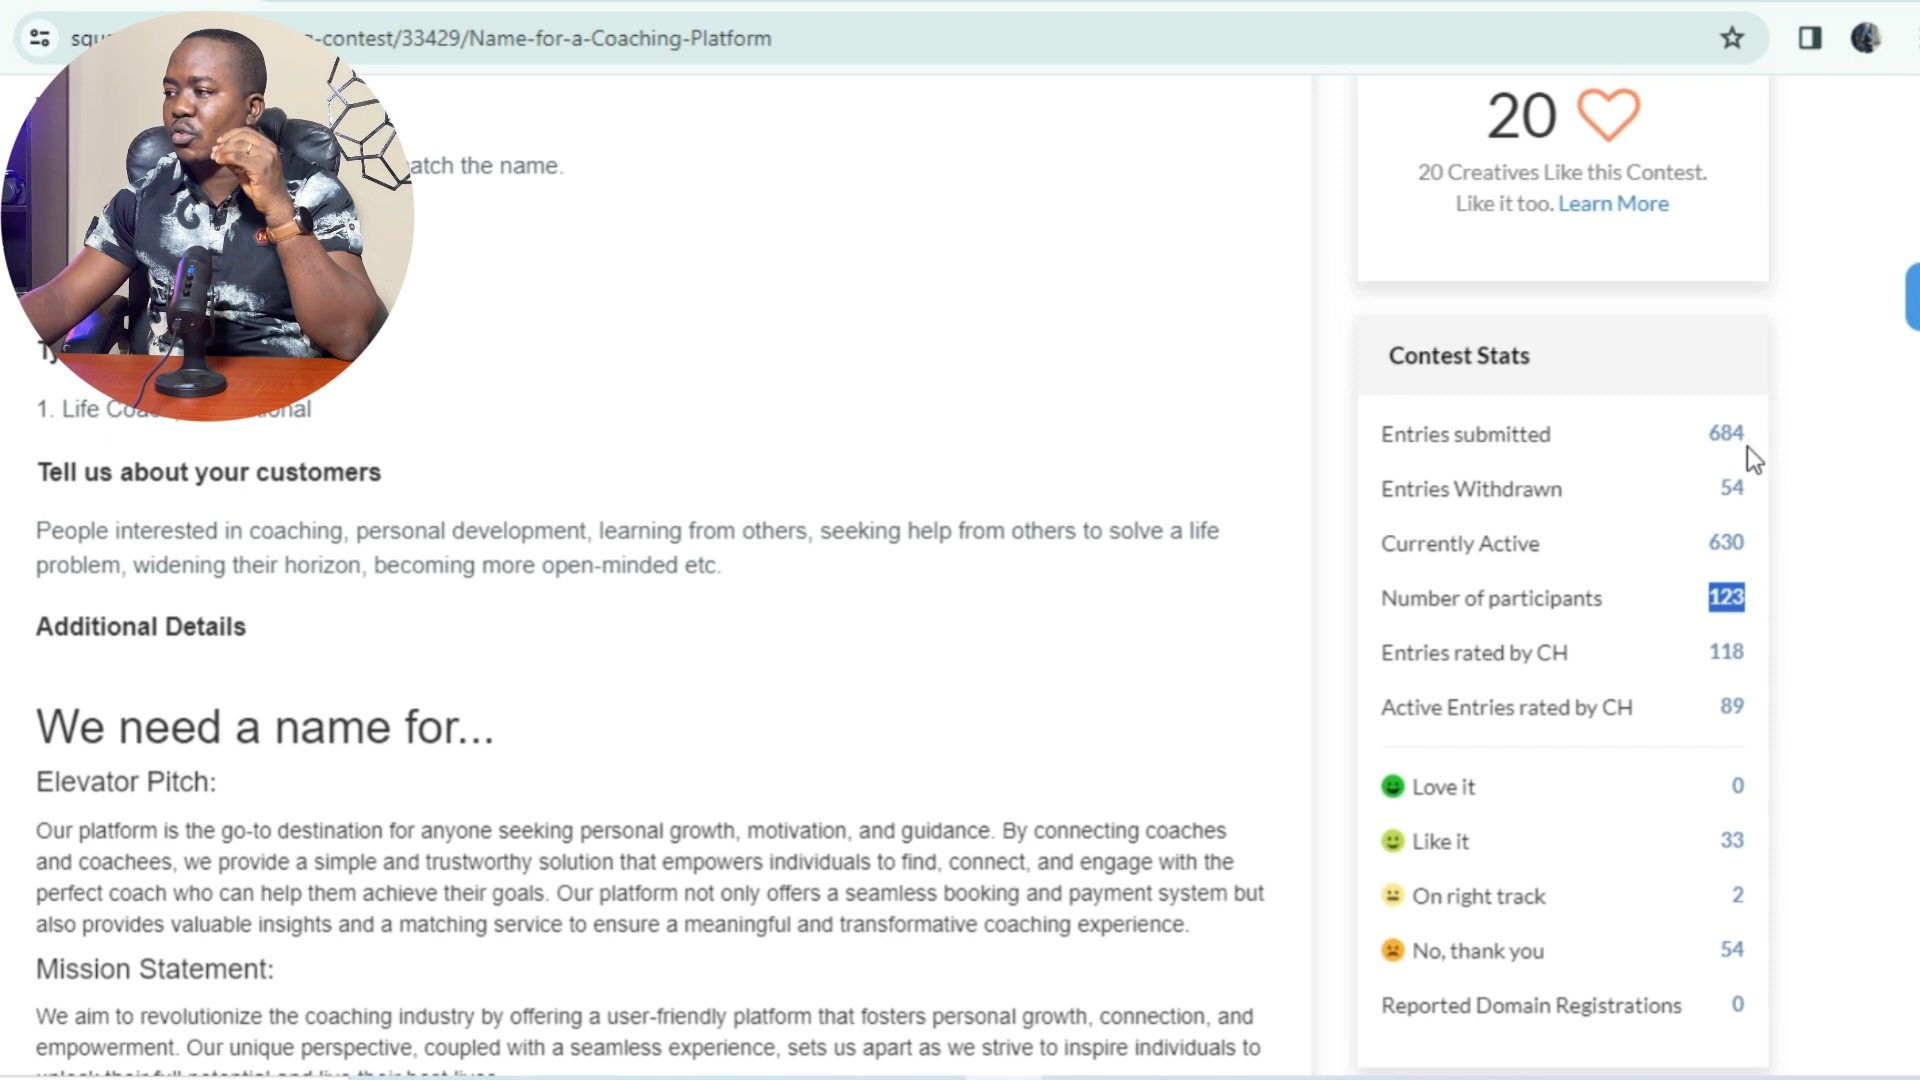 -contest/33429/Name-for-a-Coaching-Platform
atch the name.
1. Life
Tell us about your customers
People interested in coaching, personal development, learning from others, seeking help from others to solve a life
problem, widening their horizon, becoming more open-minded etc.
Additional Details
We need a name for...
Elevator Pitch:
Our platform is the go-to destination for anyone seeking personal growth, motivation, and guidance. By connecting coaches
and coachees, we provide a simple and trustworthy solution that empowers individuals to find, connect, and engage with the
perfect coach who can help them achieve their goals. Our platform not only offers a seamless booking and payment system but
also provides valuable insights and a matching service to ensure a meaningful and transformative coaching experience.
Mission Statement:
We aim to revolutionize the coaching industry by offering a user-friendly platform that fosters personal growth, connection, and
empowerment. Our unique perspective, coupled with a seamless experience, sets us apart as we strive to inspire individuals to
20
20 Creatives Like this Contest.
Like it too. Learn More
Contest Stats
Entries submitted 684
Entries Withdrawn 54
Currently Active 630
Number of participants 123
Entries rated by CH 118
Active Entries rated by CH 89
Love it 0
Like it 33
On right track 2
No, thank you 54
Reported Domain Registrations 0